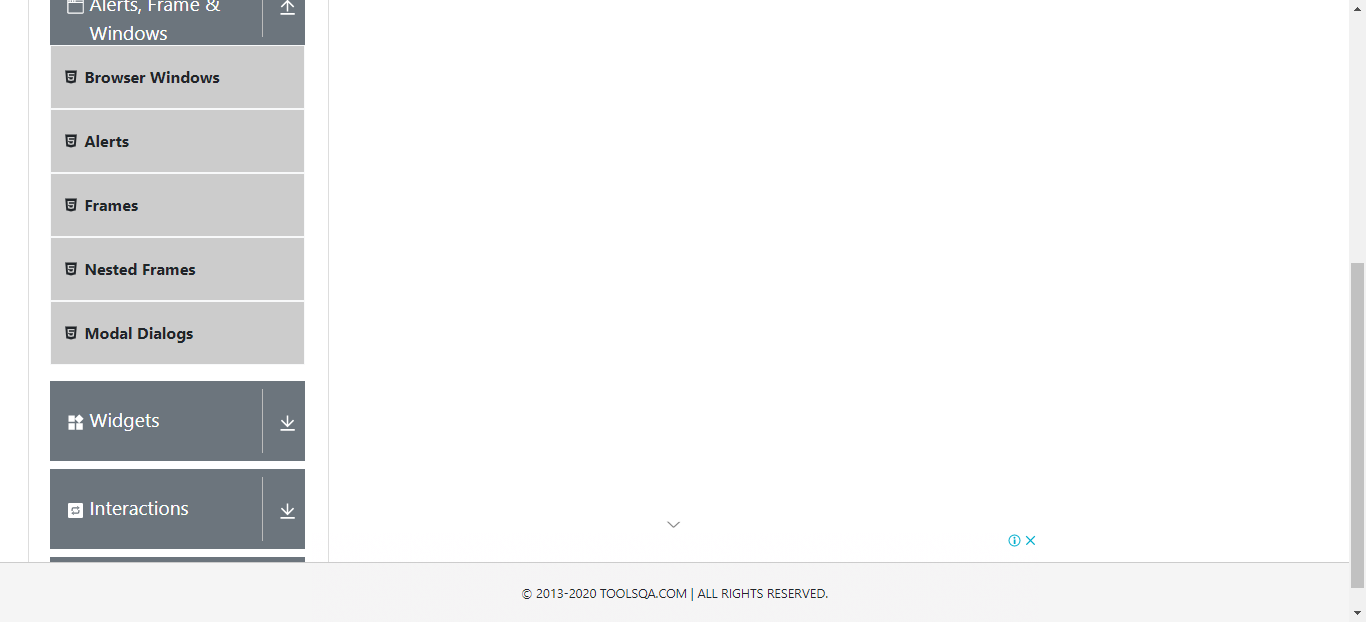 Alerts, Frame &
Windows
Browser Windows
Alerts
Frames
Nested Frames
Modal Dialogs
Widgets
Interactions
© 2013-2020 TOOLSQA.COM | ALL RIGHTS RESERVED.